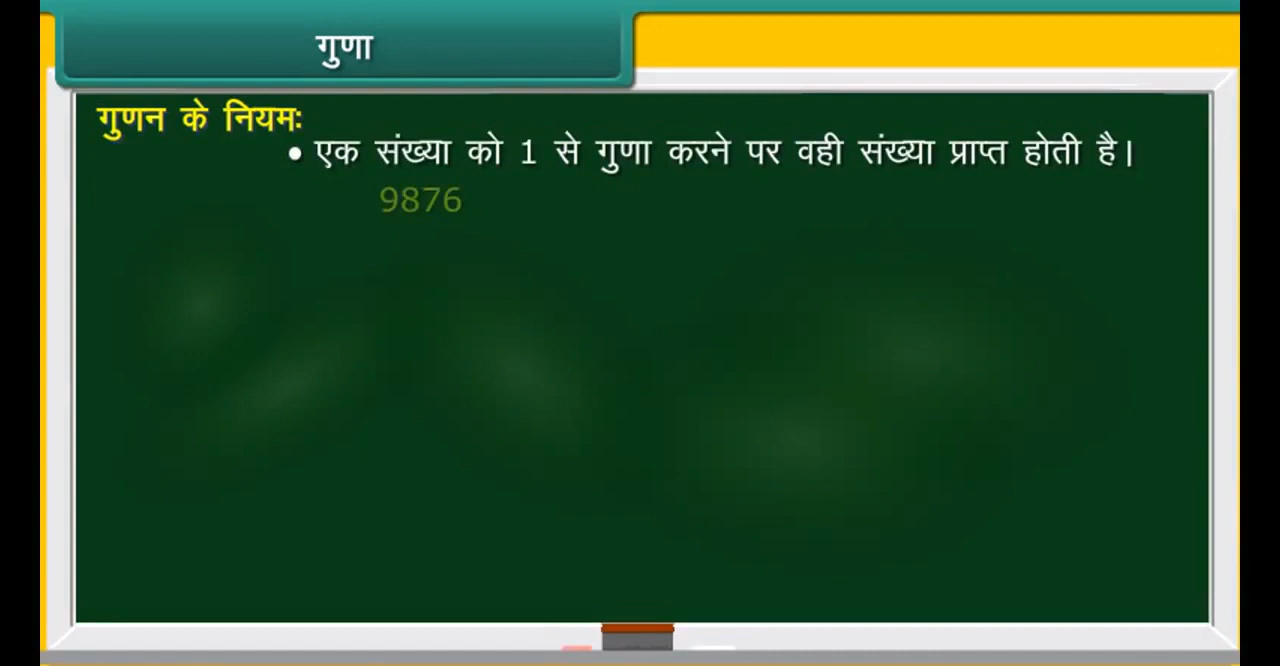 गुणा
गुणन के नियमः
• एक संख्या को 1 से गुणा करने पर वही संख्या प्राप्त होती है।
9876